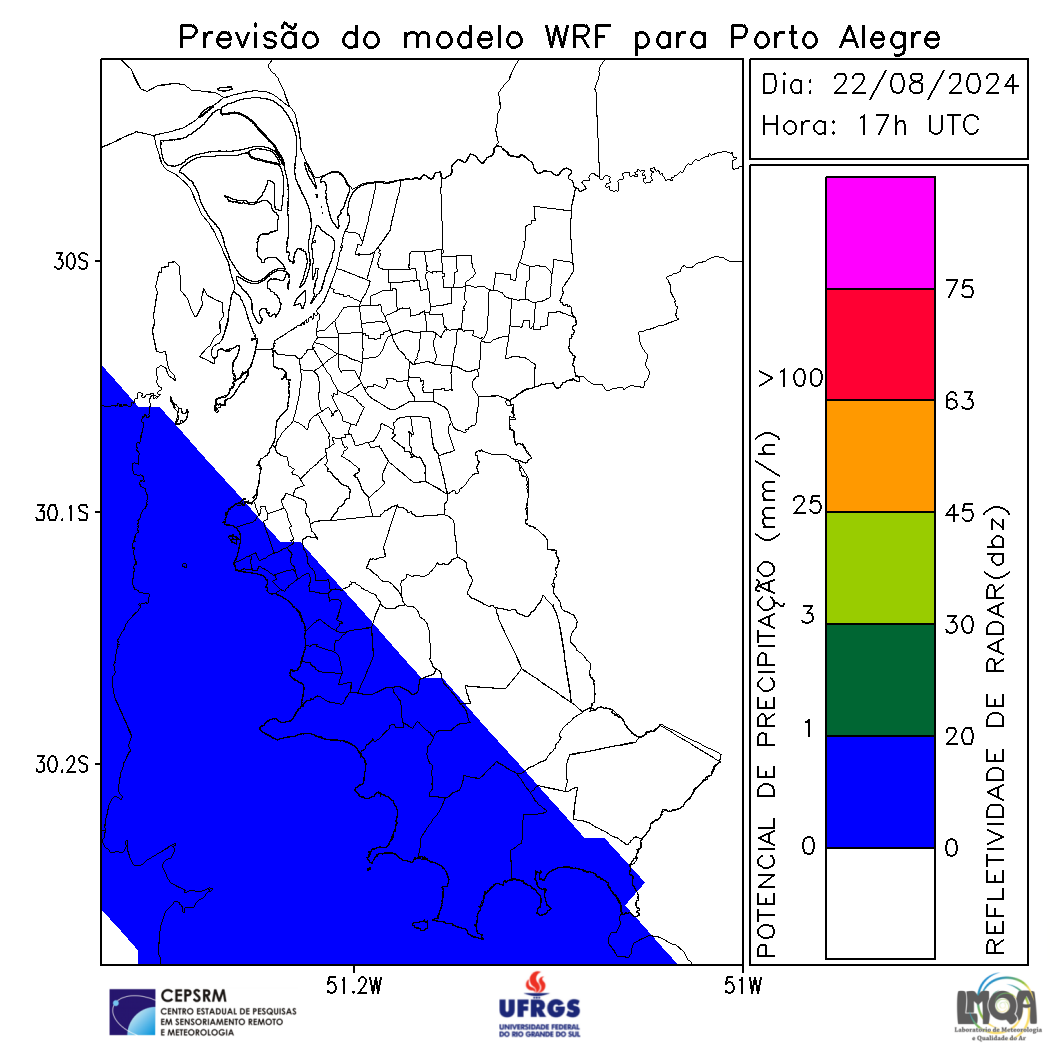 Previsão do modelo WRF para Porto Alegre
Dia: 22/08/2024
Hora: 17h UTC
30S
30.1S
30.2S
51.2W
51W
POTENCIAL DE PRECIPITAÇÃO (mm/h)
>100
25
3
1
0
75
63
45
30
20
0
REFLETIVIDADE DE RADAR(dbz)
CEPSRM
CENTRO ESTADUAL DE PESQUISAS
EM SENSORIAMENTO REMOTO
E METEOROLOGIA
UFRGS
UNIVERSIDADE FEDERAL
DO RIO GRANDE DO SUL
LMQA
Laboratório de Meteorologia
e Qualidade do Ar